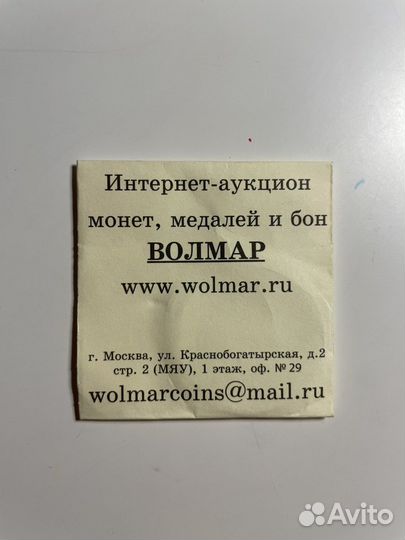 Интернет-аукцион
монет, медалей и бон
ВОЛМАР
www.wolmar.ru
г. Москва, ул. Краснобогатырская, д.2
стр. 2 (МЯУ), 1 этаж, оф. № 29
wolmarcoins@mail.ru
Avito